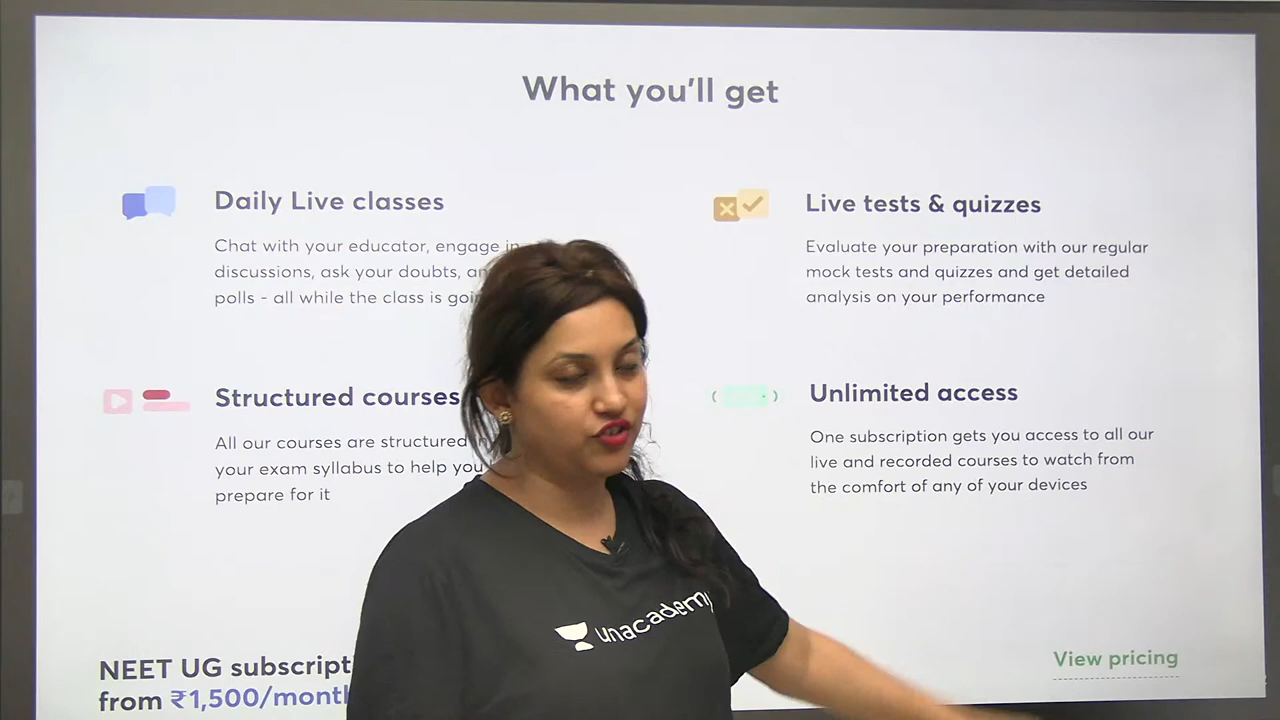 What you'll get
Daily Live classes
Chat with your educator, engage in
discussions, ask your doubts,
polls - all while the class is
Live tests & quizzes
Evaluate your preparation with our regular
mock tests and quizzes and get detailed
analysis on your performance
Structured courses
All our courses are structured
your exam syllabus to help you
prepare for it
Unlimited access
One subscription gets you access to all our
live and recorded courses to watch from
the comfort of any of your devices
unacademy
NEET UG
from ₹1,500/month
View pricing